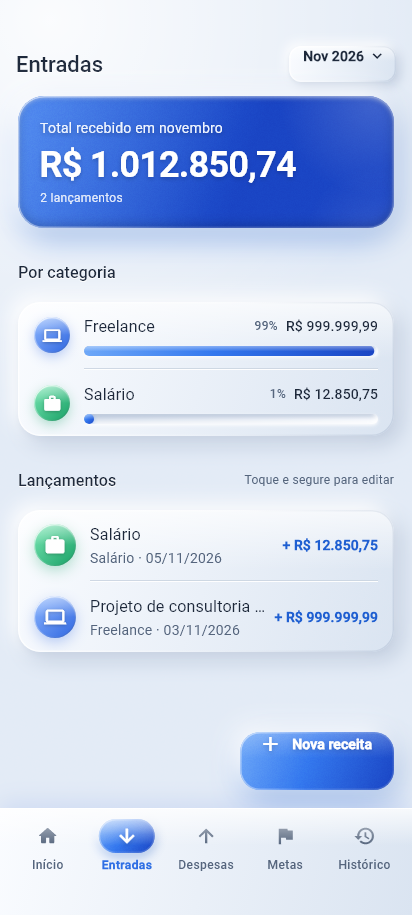 Entradas
Nov 2026
Total recebido em novembro
R$ 1.012.850,74
2 lançamentos
Por categoria
Freelance 99% R$ 999.999,99
Salário 1% R$ 12.850,75
Lançamentos Toque e segure para editar
Salário
Salário · 05/11/2026
+ R$ 12.850,75
Projeto de consultoria ...
Freelance · 03/11/2026
+ R$ 999.999,99
Nova receita
Início Entradas Despesas Metas Histórico